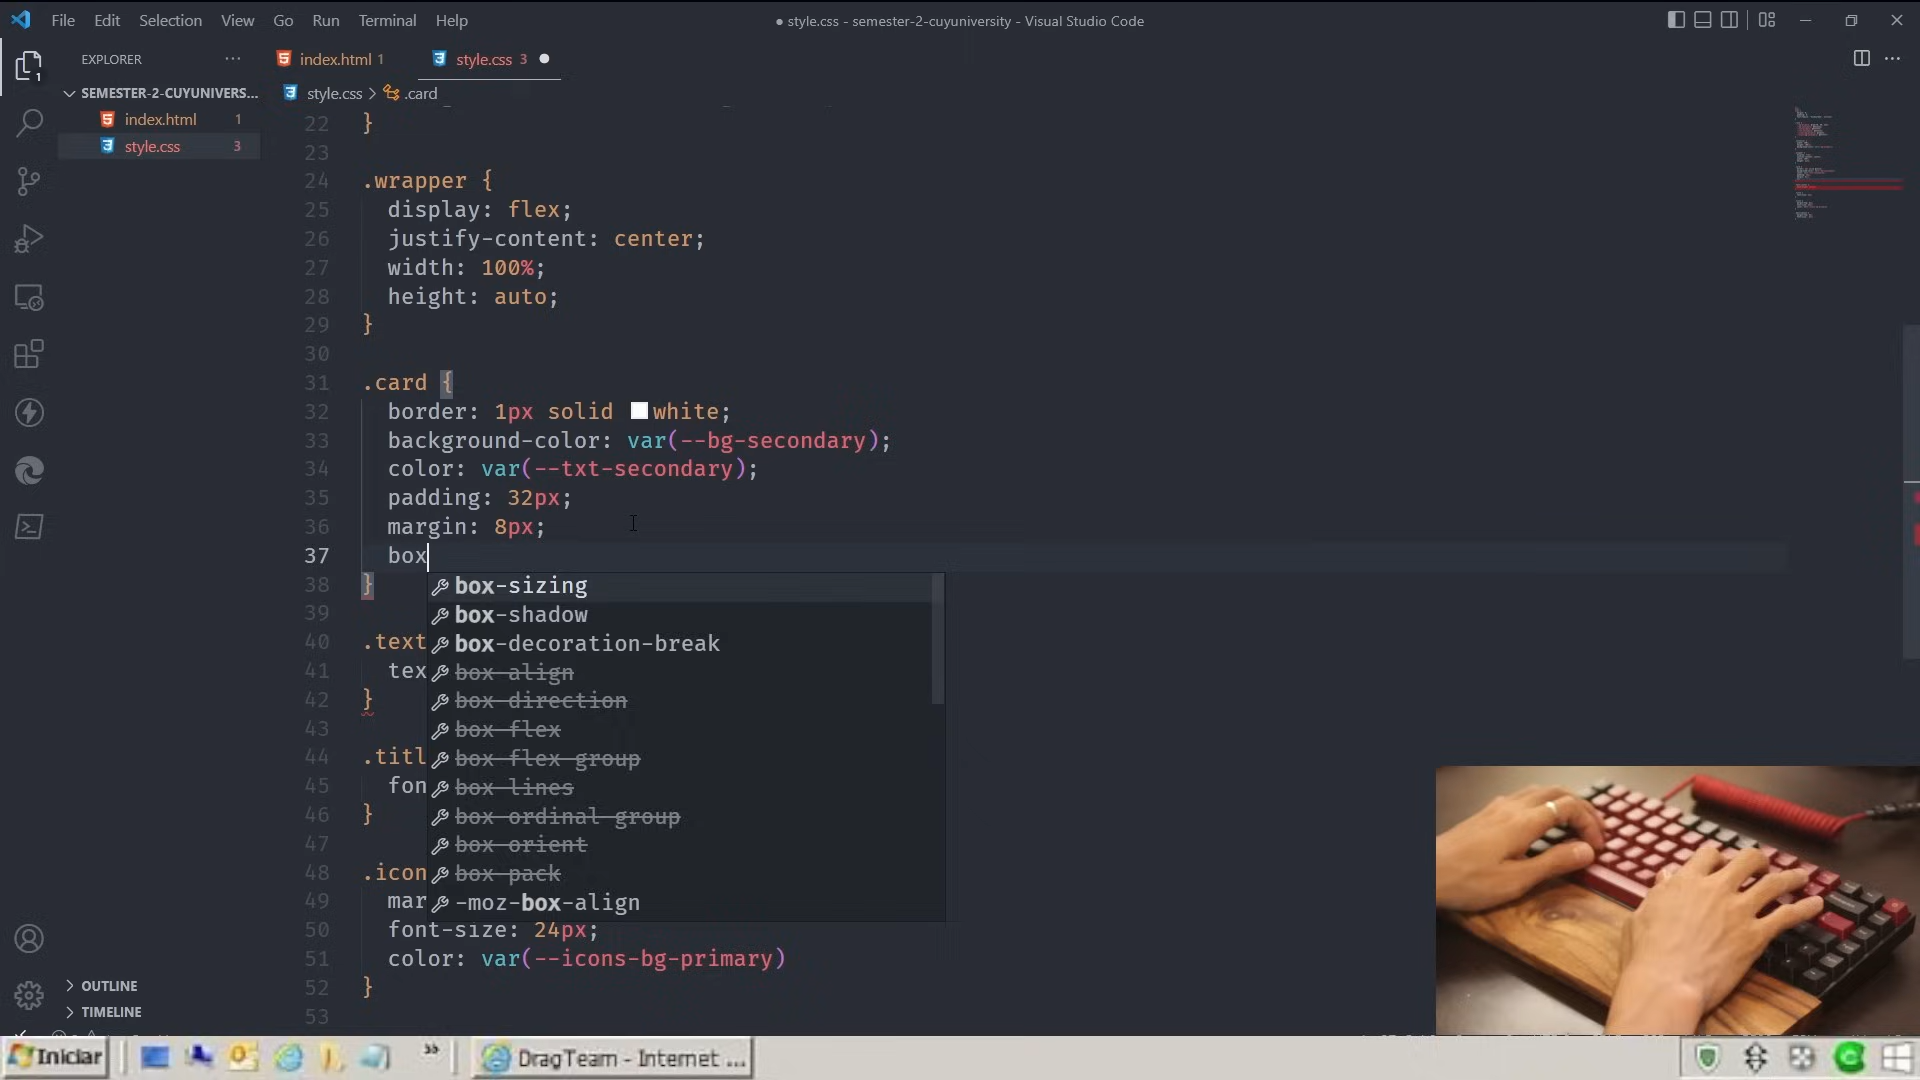 File Edit Selection View Go Run Terminal Help
● style.css - semester-2-cuyuniversity - Visual Studio Code
EXPLORER
index.html 1
style.css 3
SEMESTER-2-CUYUNIVERS...
style.css > .card
index.html 1
style.css 3
22 }
23
24 .wrapper {
25 display: flex;
26 justify-content: center;
27 width: 100%;
28 height: auto;
29 }
30
31 .card {
32 border: 1px solid white;
33 background-color: var(--bg-secondary);
34 color: var(--txt-secondary);
35 padding: 32px;
36 margin: 8px;
37 box
38 }
39
40 .text
41 tex
42 }
43
44 .titl
45 fon
46 }
47
48 .icon
49 mar
50 font-size: 24px;
51 color: var(--icons-bg-primary)
52 }
53
box-sizing
box-shadow
box-decoration-break
box-align
box-direction
box-flex
box-flex-group
box-lines
box-ordinal-group
box-orient
box-pack
-moz-box-align
OUTLINE
TIMELINE
Iniciar
DragTeam - Internet ...